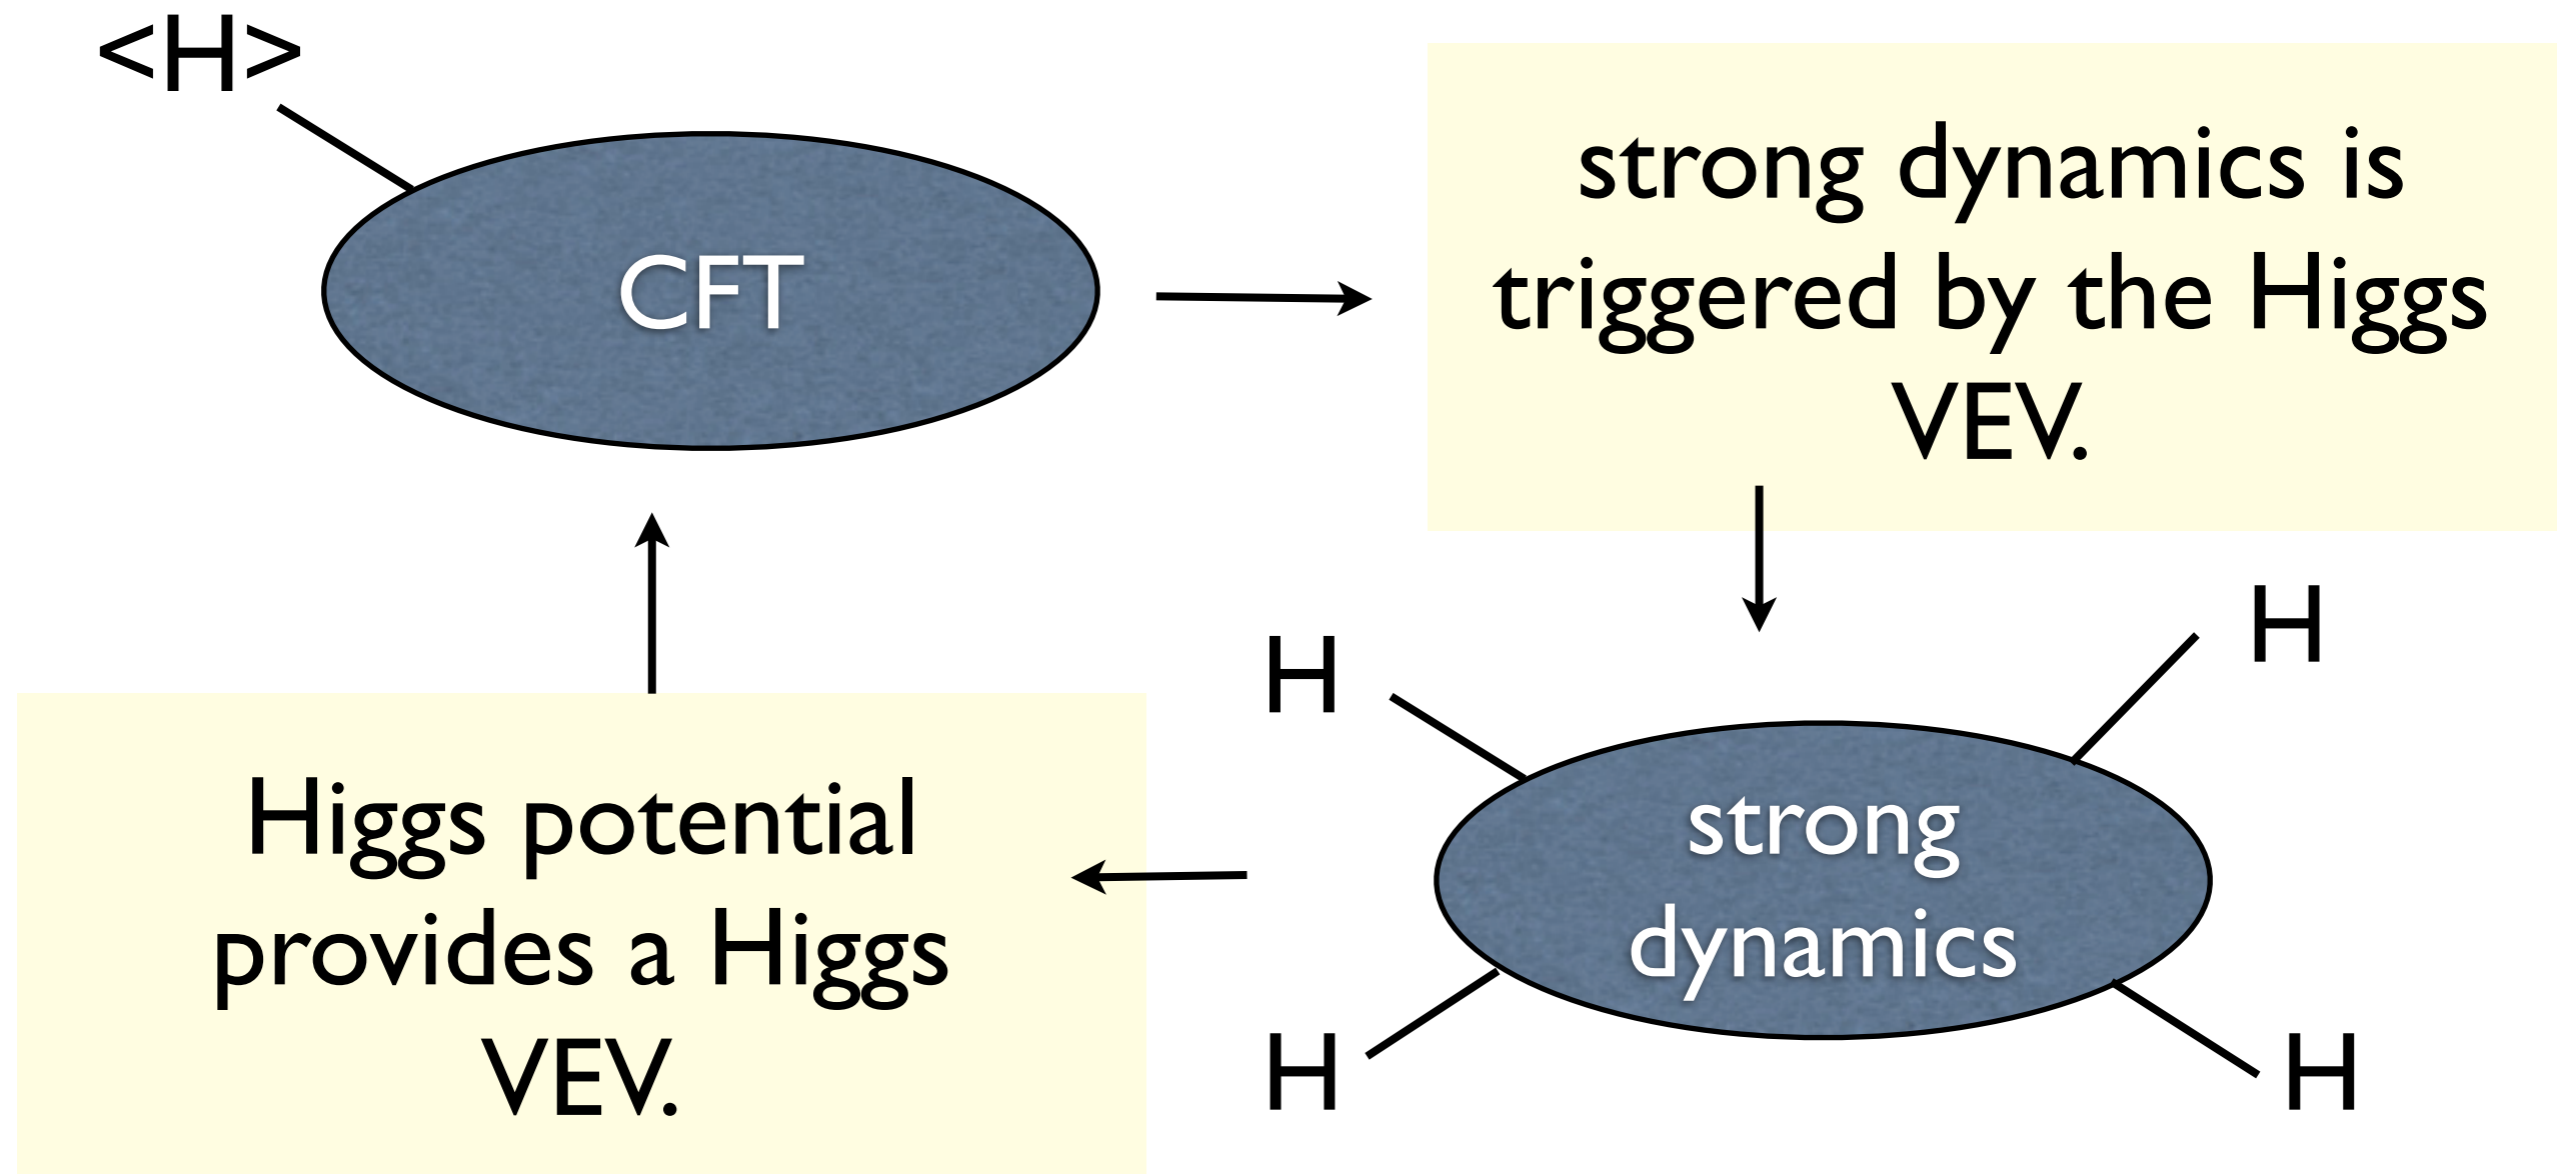 <H>
CFT
strong dynamics is
triggered by the Higgs
VEV.
H
H
strong
dynamics
H
H
Higgs potential
provides a Higgs
VEV.